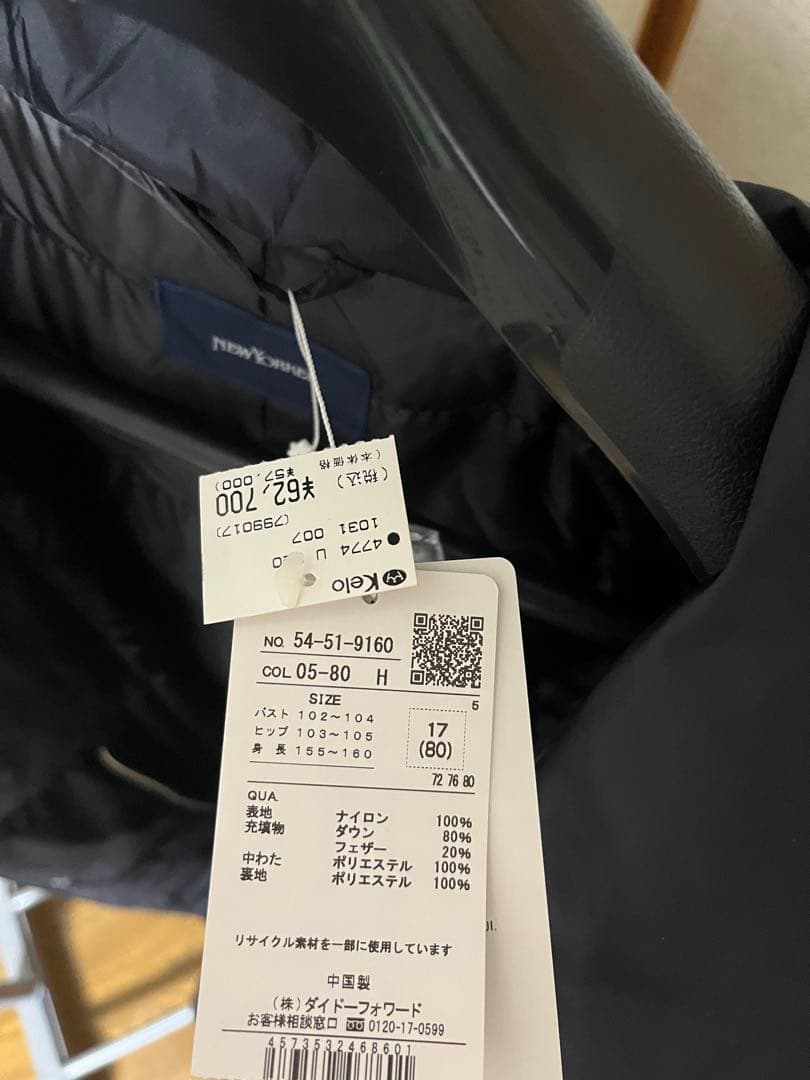 NEWYORKER
(本体価格 ¥57,000)
(税込) ¥62,700
(799017)
1031 007
4774 U
Kelo
NO. 54-51-9160
COL 05-80 H
SIZE
バスト 102~104
ヒップ 103~105
身長 155~160
5
17
(80)
72 76 80
QUA.
表地 ナイロン 100%
充填物 ダウン 80%
フェザー 20%
中わた ポリエステル 100%
裏地 ポリエステル 100%
リサイクル素材を一部に使用しています
中国製
(株)ダイドーフォワード
お客様相談窓口 0120-17-0599
4573532468601